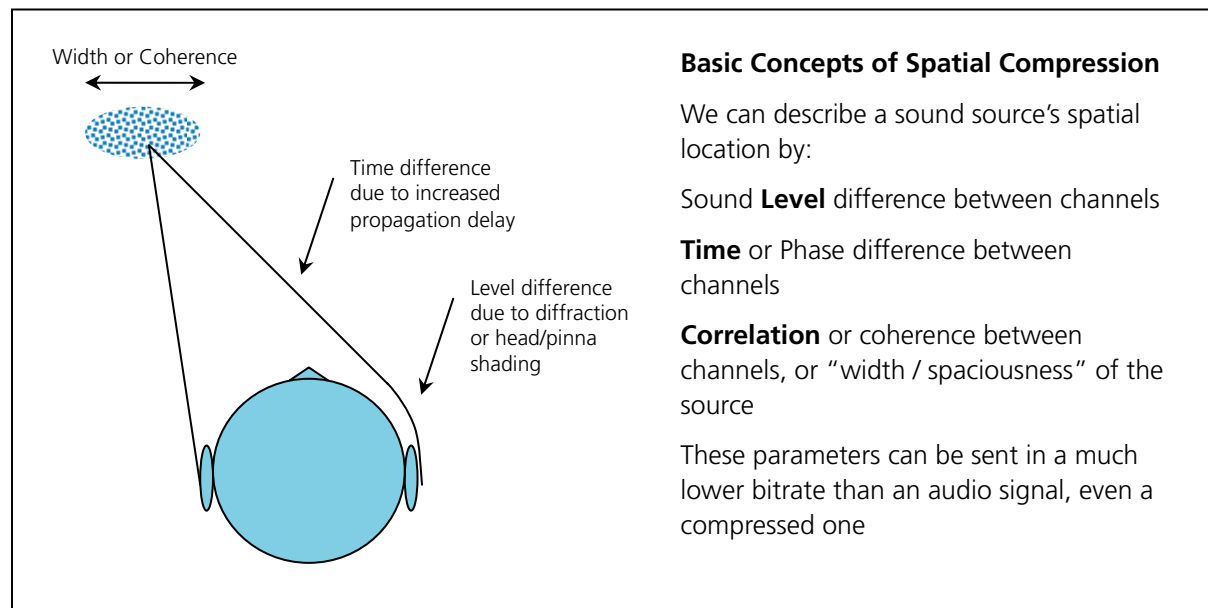 Width or Coherence
Time difference
due to increased
propagation delay
Level difference
due to diffraction
or head/pinna
shading
Basic Concepts of Spatial Compression
We can describe a sound source’s spatial
location by:
Sound Level difference between channels
Time or Phase difference between
channels
Correlation or coherence between
channels, or “width / spaciousness” of the
source
These parameters can be sent in a much
lower bitrate than an audio signal, even a
compressed one